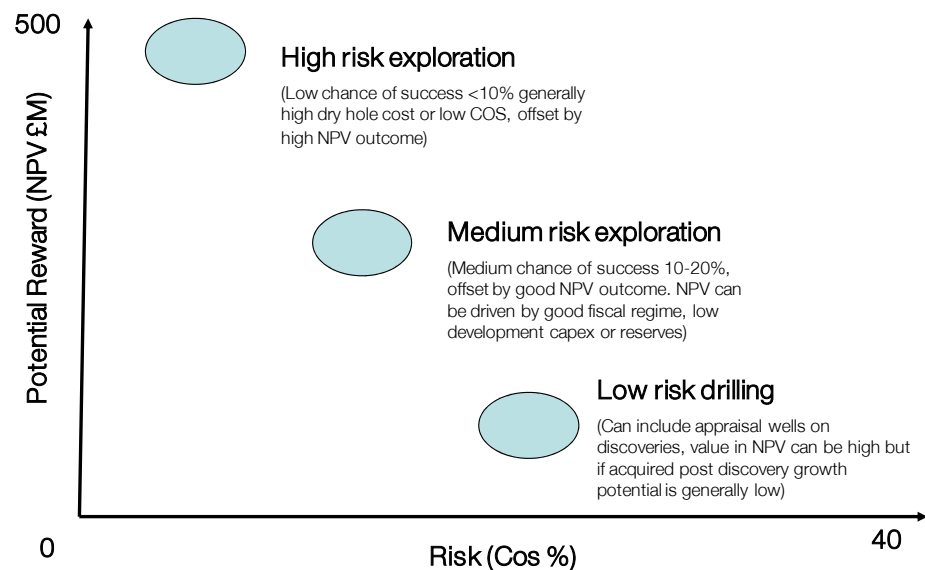 500
High risk exploration
(Low chance of success <10% generally
high dry hole cost or low COS, offset by
high NPV outcome)
Potential Reward (NPV £M)
Medium risk exploration
(Medium chance of success 10-20%,
offset by good NPV outcome. NPV can
be driven by good fiscal regime, low
development capex or reserves)
Low risk drilling
(Can include appraisal wells on
discoveries, value in NPV can be high but
if acquired post discovery growth
potential is generally low)
0
40
Risk (Cos %)